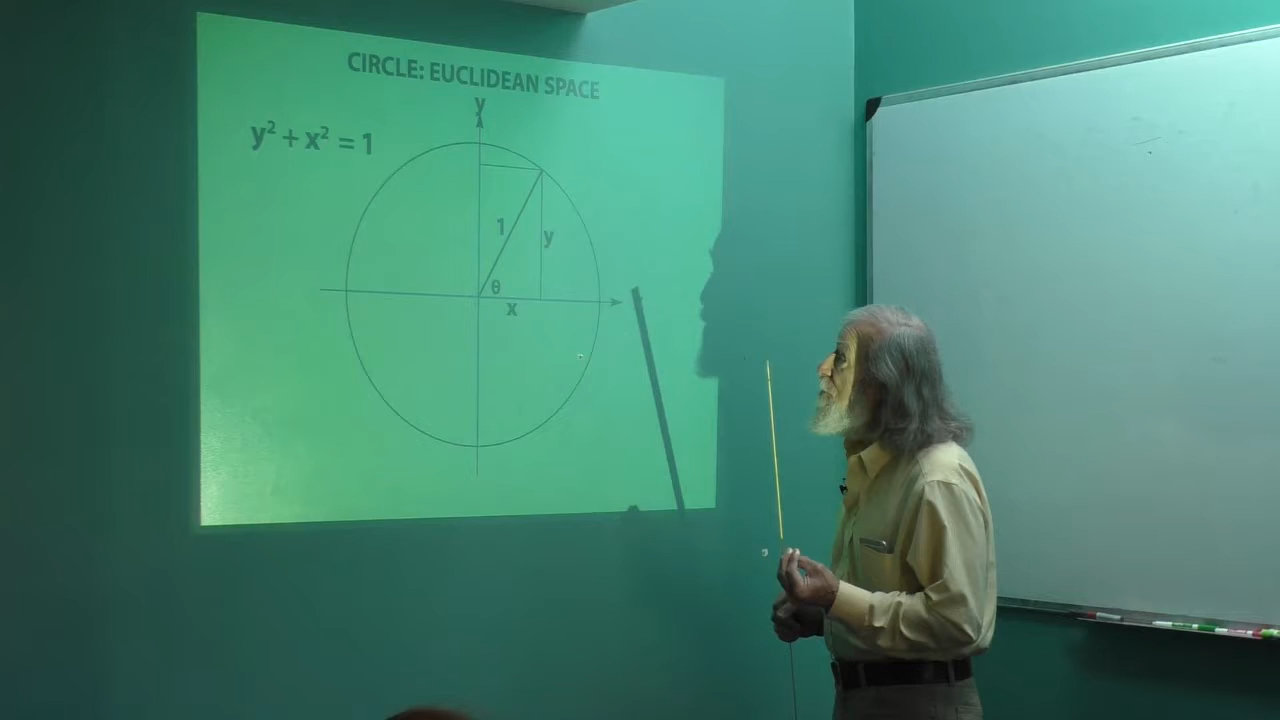 CIRCLE: EUCLIDEAN SPACE
y
y² + x² = 1
1
y
θ
x